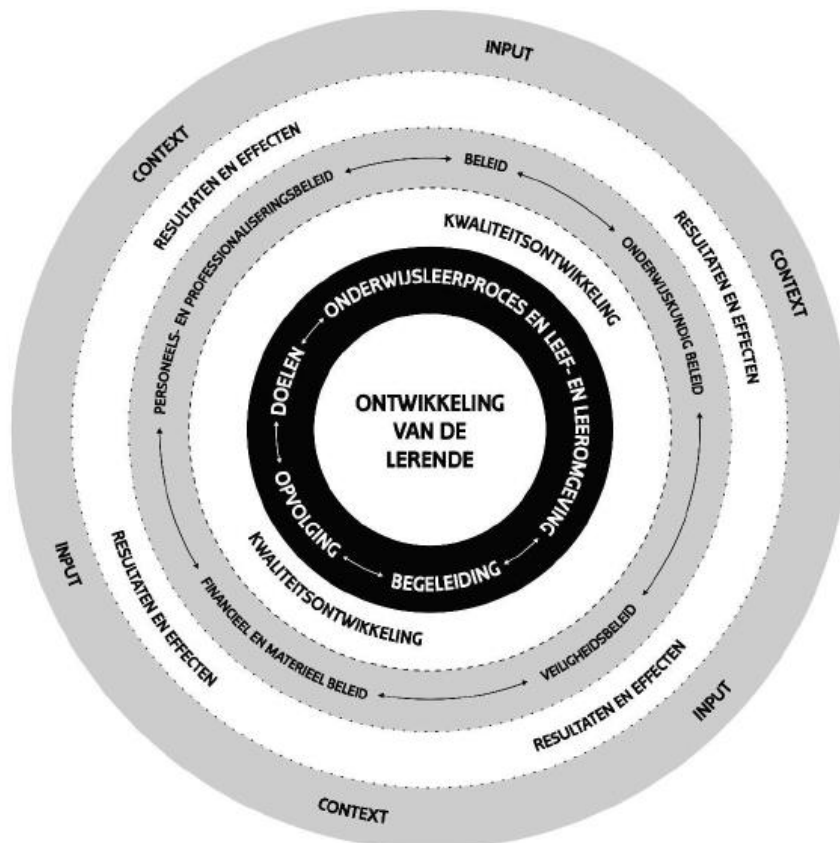 INPUT
CONTEXT
CONTEXT
INPUT
INPUT
CONTEXT
RESULTATEN EN EFFECTEN
RESULTATEN EN EFFECTEN
RESULTATEN EN EFFECTEN
RESULTATEN EN EFFECTEN
BELEID
ONDERWIJSKUNDIG BELEID
VEILIGHEIDSBELEID
FINANCIEEL EN MATERIEEL BELEID
PERSONEELS- EN PROFESSIONALISERINGSBELEID
KWALITEITSONTWIKKELING
KWALITEITSONTWIKKELING
ONDERWIJSLEERPROCES EN LEEF- EN LEEROMGEVING
BEGELEIDING
OPVOLGING
DOELEN
ONTWIKKELING
VAN DE
LERENDE